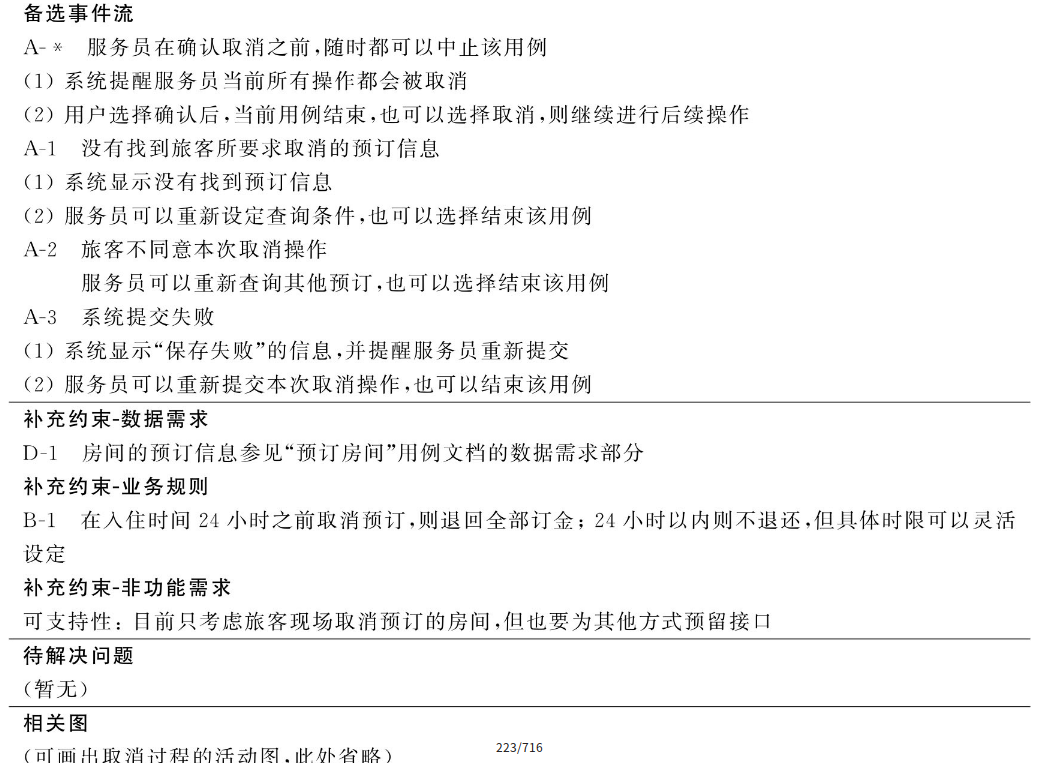 备选事件流
A-* 服务员在确认取消之前,随时都可以中止该用例
(1) 系统提醒服务员当前所有操作都会被取消
(2) 用户选择确认后,当前用例结束,也可以选择取消,则继续进行后续操作
A-1 没有找到旅客所要求取消的预订信息
(1) 系统显示没有找到预订信息
(2) 服务员可以重新设定查询条件,也可以选择结束该用例
A-2 旅客不同意本次取消操作
服务员可以重新查询其他预订,也可以选择结束该用例
A-3 系统提交失败
(1) 系统显示“保存失败”的信息,并提醒服务员重新提交
(2) 服务员可以重新提交本次取消操作,也可以结束该用例
补充约束-数据需求
D-1 房间的预订信息参见“预订房间”用例文档的数据需求部分
补充约束-业务规则
B-1 在入住时间 24 小时之前取消预订,则退回全部订金; 24 小时以内则不退还,但具体时限可以灵活
设定
补充约束-非功能需求
可支持性: 目前只考虑旅客现场取消预订的房间,但也要为其他方式预留接口
待解决问题
(暂无)
相关图
(可画出取消过程的活动图,此处省略)
223/716